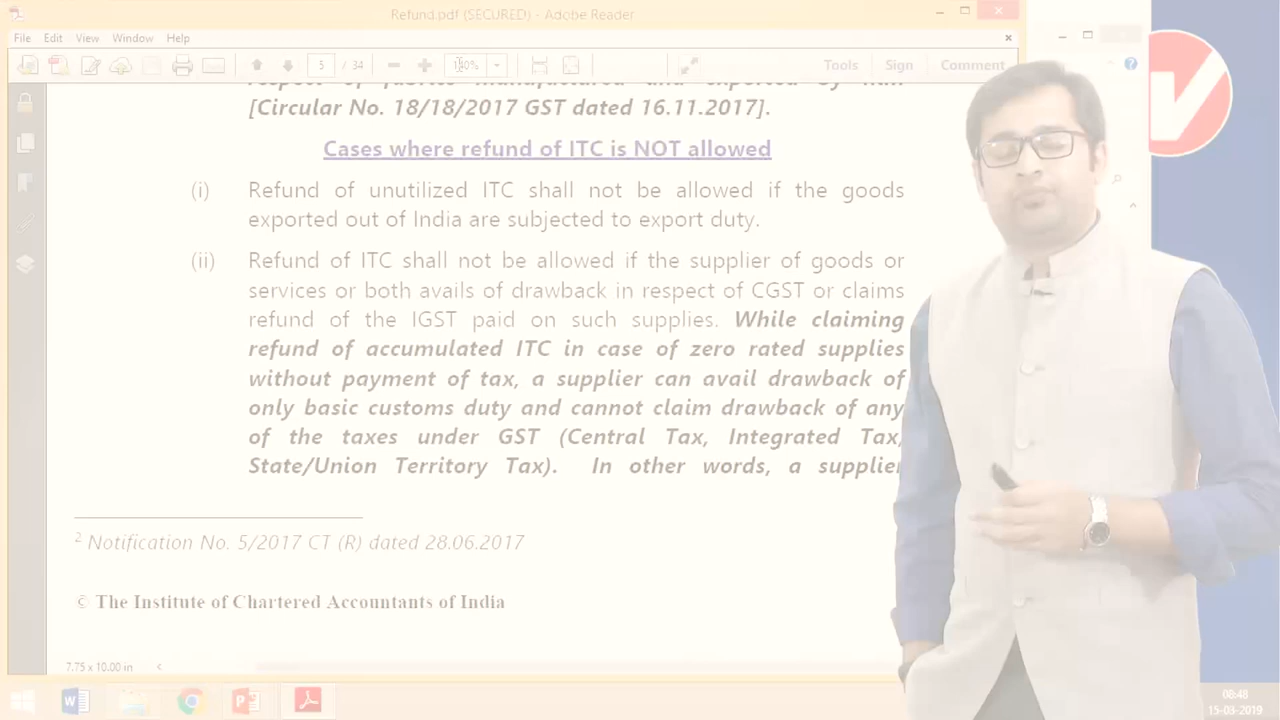 Refund.pdf (SECURED) - Adobe Reader
File Edit View Window Help
5 / 34
Tools Sign Comment
[Circular No. 18/18/2017 GST dated 16.11.2017].
Cases where refund of ITC is NOT allowed
(i) Refund of unutilized ITC shall not be allowed if the goods
exported out of India are subjected to export duty.
(ii) Refund of ITC shall not be allowed if the supplier of goods or
services or both avails of drawback in respect of CGST or claims
refund of the IGST paid on such supplies. While claiming
refund of accumulated ITC in case of zero rated supplies
without payment of tax, a supplier can avail drawback of
only basic customs duty and cannot claim drawback of any
of the taxes under GST (Central Tax, Integrated Tax,
State/Union Territory Tax). In other words, a supplier
2 Notification No. 5/2017 CT (R) dated 28.06.2017
© The Institute of Chartered Accountants of India
7.75 x 10.00 in
08:48
15-03-2019